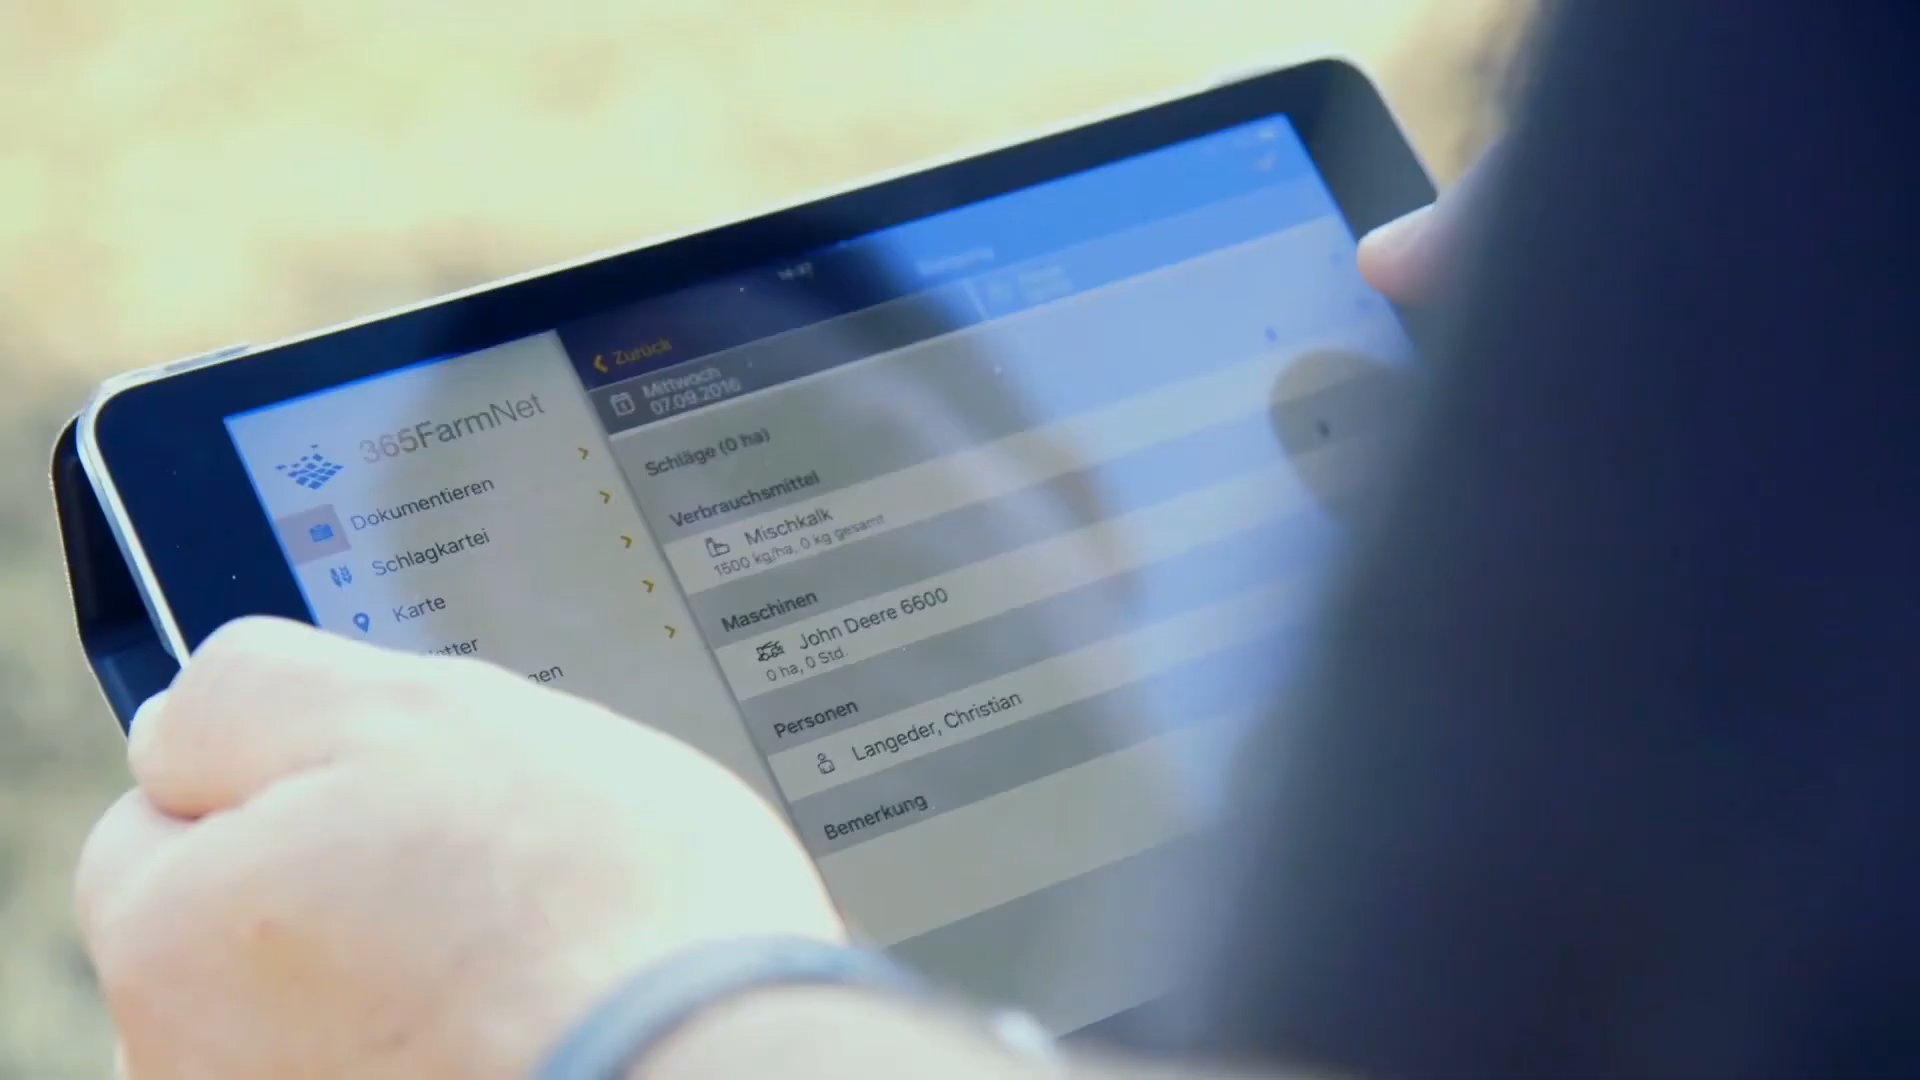 365FarmNet
Dokumentieren
Schlagkartei
Karte
Zurück
Mittwoch
07.09.2016
Schläge (0 ha)
Verbrauchsmittel
Mischkalk
1500 kg/ha, 0 kg gesamt
Maschinen
John Deere 6600
0 ha, 0 Std.
Personen
Langeder, Christian
Bemerkung